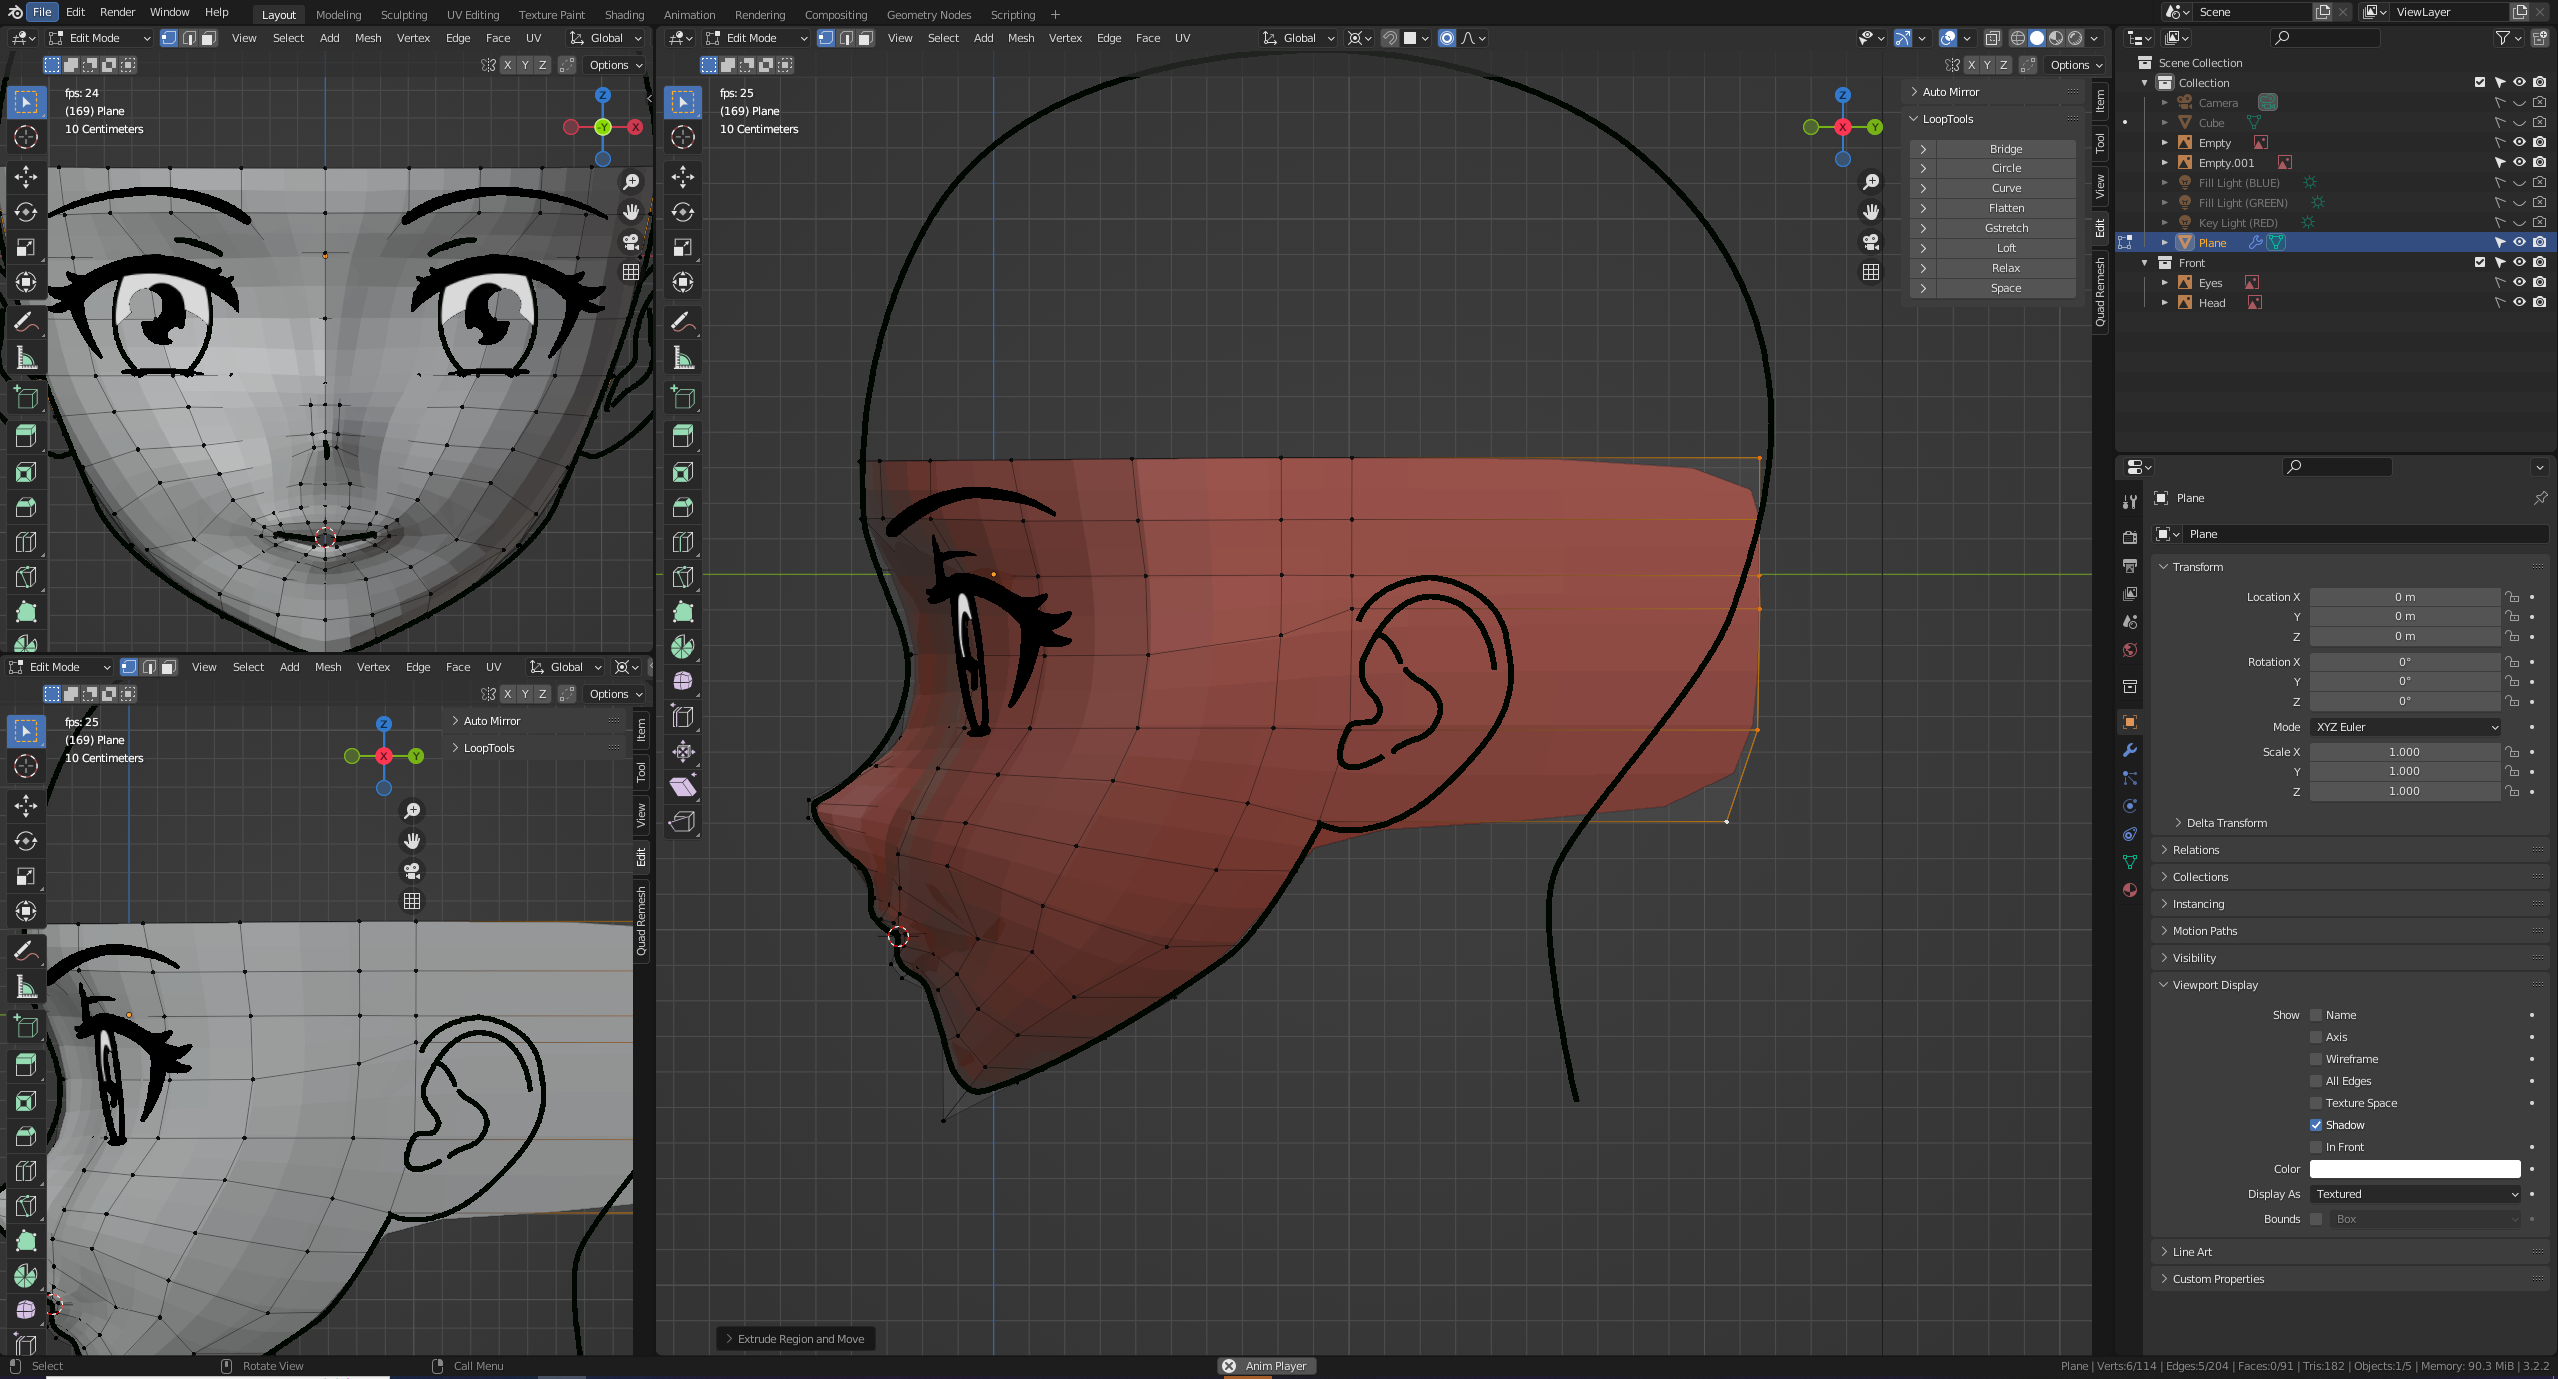 File Edit Render Window Help Layout Modeling Sculpting UV Editing Texture Paint Shading Animation Rendering Compositing Geometry Nodes Scripting + Scene ViewLayer
Edit Mode View Select Add Mesh Vertex Edge Face UV Global
X Y Z Options
fps: 24
(169) Plane
10 Centimeters
Z
-Y
X
Edit Mode View Select Add Mesh Vertex Edge Face UV Global
X Y Z Options
fps: 25
(169) Plane
10 Centimeters
Z
X
Y
Auto Mirror
LoopTools
Bridge
Circle
Curve
Flatten
Gstretch
Loft
Relax
Space
Item
Tool
View
Edit
Quad Remesh
Extrude Region and Move
Edit Mode View Select Add Mesh Vertex Edge Face UV Global
X Y Z Options
fps: 25
(169) Plane
10 Centimeters
Z
X
Y
Auto Mirror
LoopTools
Item
Tool
View
Edit
Quad Remesh
Scene Collection
Collection
Camera
Cube
Empty
Empty.001
Fill Light (BLUE)
Fill Light (GREEN)
Key Light (RED)
Plane
Front
Eyes
Head
Plane
Plane
Transform
Location X 0 m
Y 0 m
Z 0 m
Rotation X 0°
Y 0°
Z 0°
Mode XYZ Euler
Scale X 1.000
Y 1.000
Z 1.000
Delta Transform
Relations
Collections
Instancing
Motion Paths
Visibility
Viewport Display
Show Name
Axis
Wireframe
All Edges
Texture Space
Shadow
In Front
Color
Display As Textured
Bounds Box
Line Art
Custom Properties
Select Rotate View Call Menu Anim Player Plane | Verts:6/114 | Edges:5/204 | Faces:0/91 | Tris:182 | Objects:1/5 | Memory: 90.3 MiB | 3.2.2